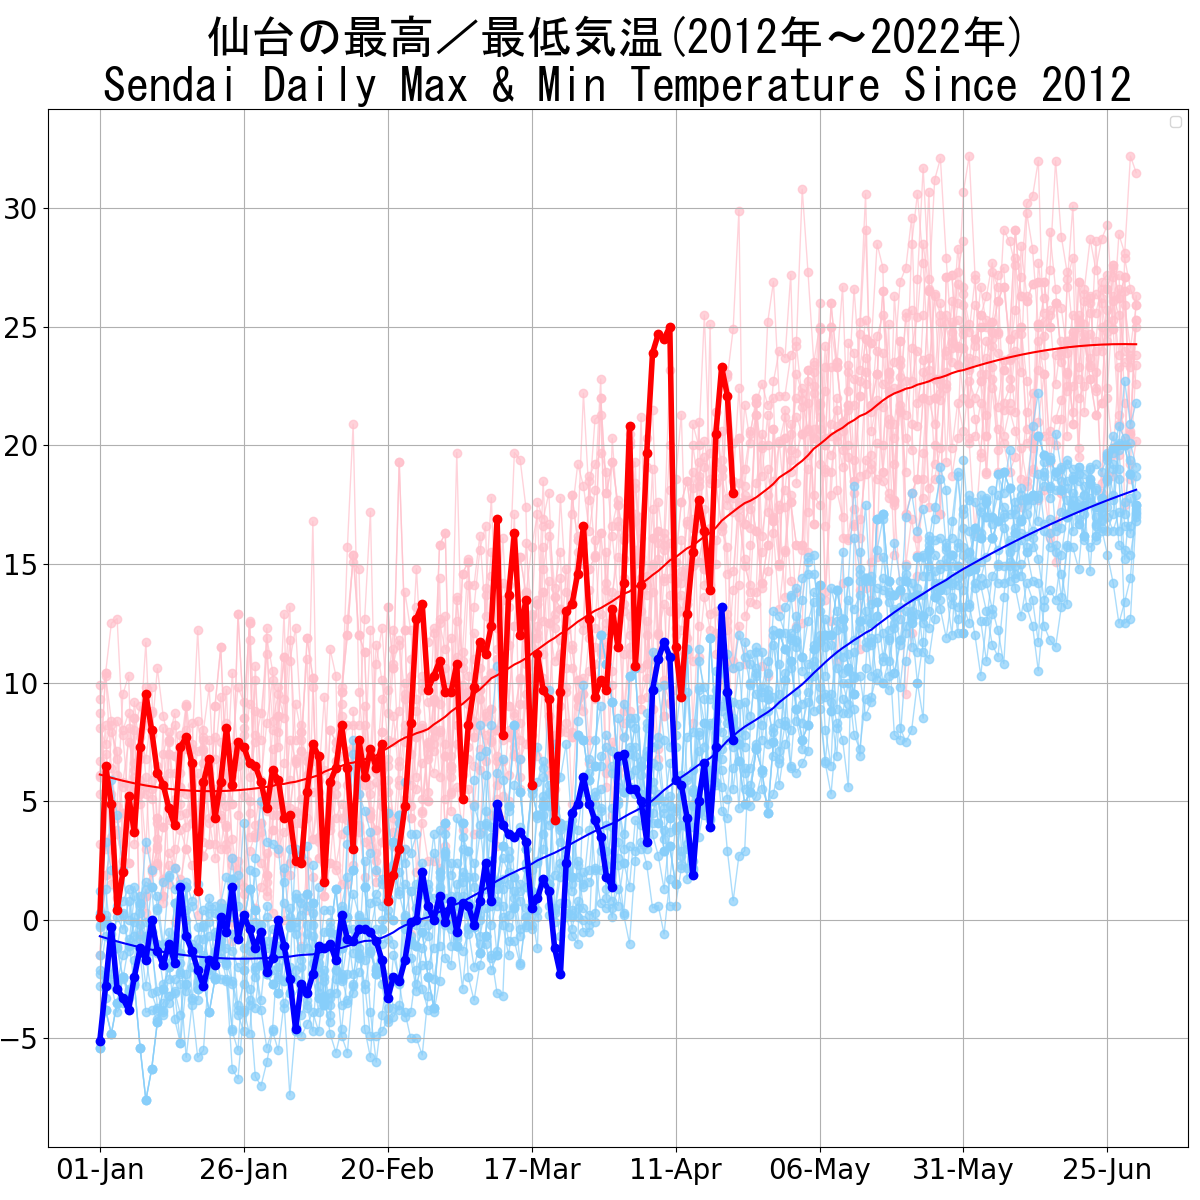 仙台の最高／最低気温(2012年～2022年)
Sendai Daily Max & Min Temperature Since 2012
30
25
20
15
10
5
0
−5
01-Jan 26-Jan 20-Feb 17-Mar 11-Apr 06-May 31-May 25-Jun